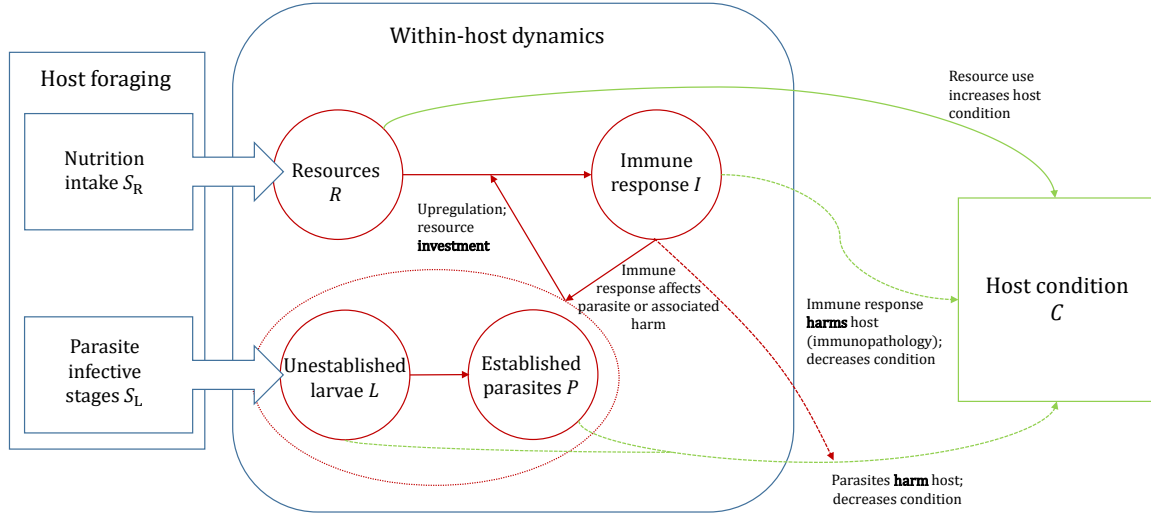 Within-host dynamics
Host foraging
Nutrition
intake S_R
Parasite
infective
stages S_L
Resources
R
Immune
response I
Upregulation;
resource
investment
Immune
response affects
parasite or associated
harm
Unestablished
larvae L
Established
parasites P
Resource use
increases host
condition
Immune response
harms host
(immunopathology);
decreases condition
Host condition
C
Parasites harm host;
decreases condition